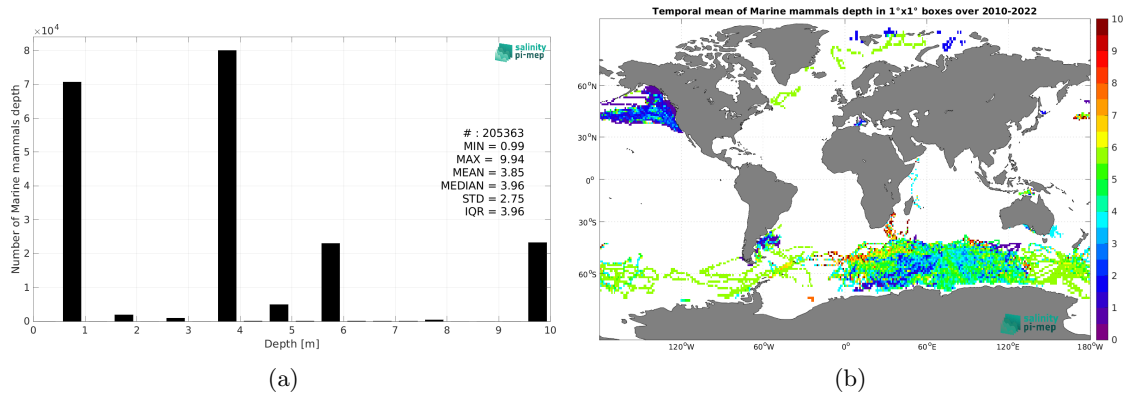 ×10⁴
8
7
6
5
4
3
2
1
0
Number of Marine mammals depth
salinity
pi-mep
# : 205363
MIN = 0.99
MAX = 9.94
MEAN = 3.85
MEDIAN = 3.96
STD = 2.75
IQR = 3.96
0 1 2 3 4 5 6 7 8 9 10
Depth [m]
(a)
Temporal mean of Marine mammals depth in 1°x1° boxes over 2010-2022
60°N
30°N
0°
30°S
60°S
120°W 60°W 0° 60°E 120°E 180°W
salinity
pi-mep
10
9
8
7
6
5
4
3
2
1
0
(b)